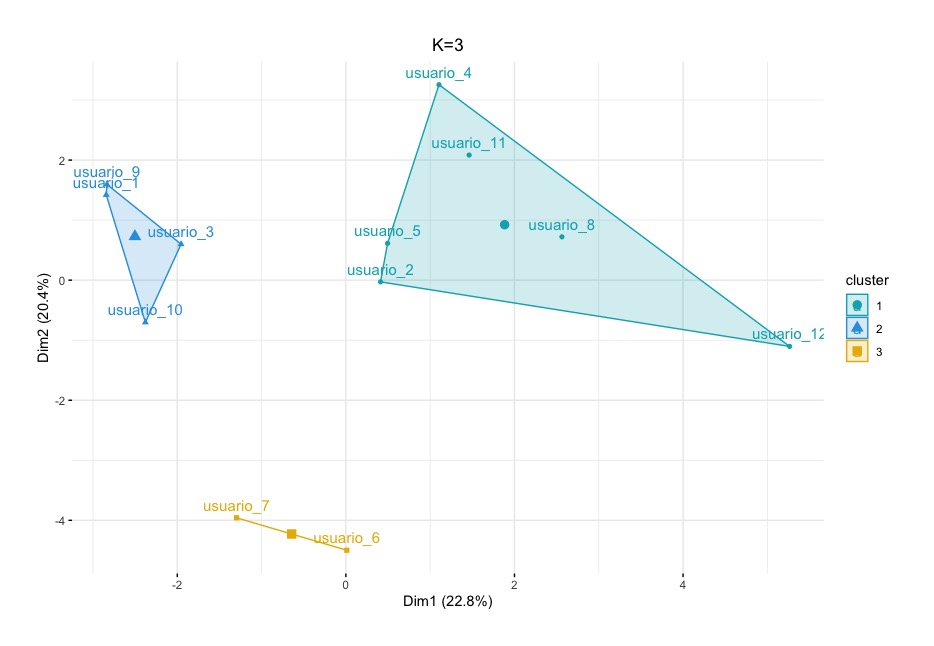 K=3
usuario_4
2
usuario_11
usuario_9
usuario_1
usuario_3
usuario_5
usuario_8
0
usuario_2
usuario_10
usuario_12
-2
usuario_7
-4
usuario_6
-2
0
2
4
Dim1 (22.8%)
Dim2 (20.4%)
cluster
1
2
3